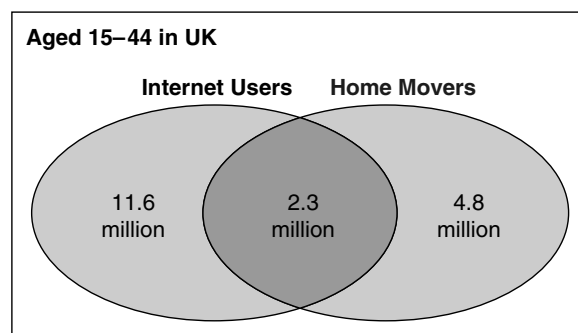 Aged 15–44 in UK
Internet Users
Home Movers
11.6
million
2.3
million
4.8
million